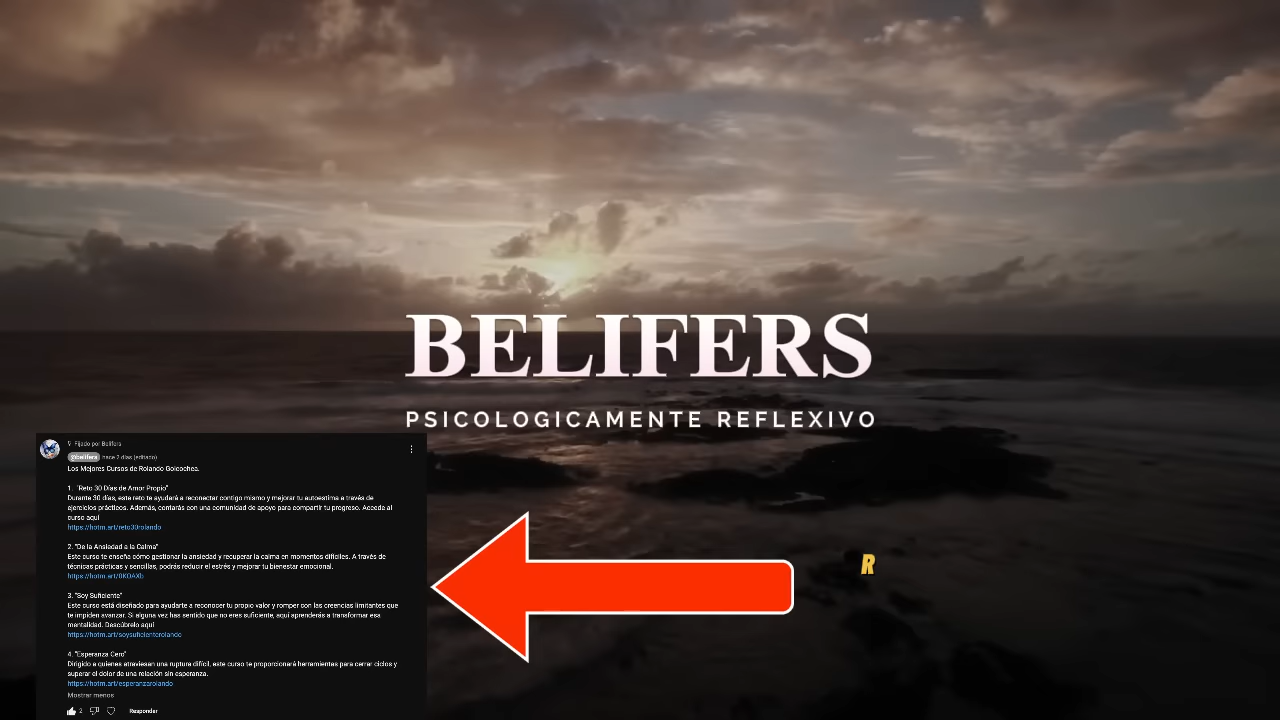 BELIFERS
PSICOLOGICAMENTE REFLEXIVO
Fijado por Belifers
@belifers hace 2 días (editado)
Los Mejores Cursos de Rolando Goicochea.
1. "Reto 30 Días de Amor Propio"
Durante 30 días, este reto te ayudará a reconectar contigo mismo y mejorar tu autoestima a través de
ejercicios prácticos. Además, contarás con una comunidad de apoyo para compartir tu progreso. Accede al
curso aquí
https://hotm.art/reto30rolando
2. "De la Ansiedad a la Calma"
Este curso te enseña cómo gestionar la ansiedad y recuperar la calma en momentos difíciles. A través de
técnicas prácticas y sencillas, podrás reducir el estrés y mejorar tu bienestar emocional.
https://hotm.art/0KOAXb
3. "Soy Suficiente"
Este curso está diseñado para ayudarte a reconocer tu propio valor y romper con las creencias limitantes que
te impiden avanzar. Si alguna vez has sentido que no eres suficiente, aquí aprenderás a transformar esa
mentalidad. Descúbrelo aquí
https://hotm.art/soysuficienterolando
4. "Esperanza Cero"
Dirigido a quienes atraviesan una ruptura difícil, este curso te proporcionará herramientas para cerrar ciclos y
superar el dolor de una relación sin esperanza.
https://hotm.art/esperanzarolando
Mostrar menos
2 Responder
R